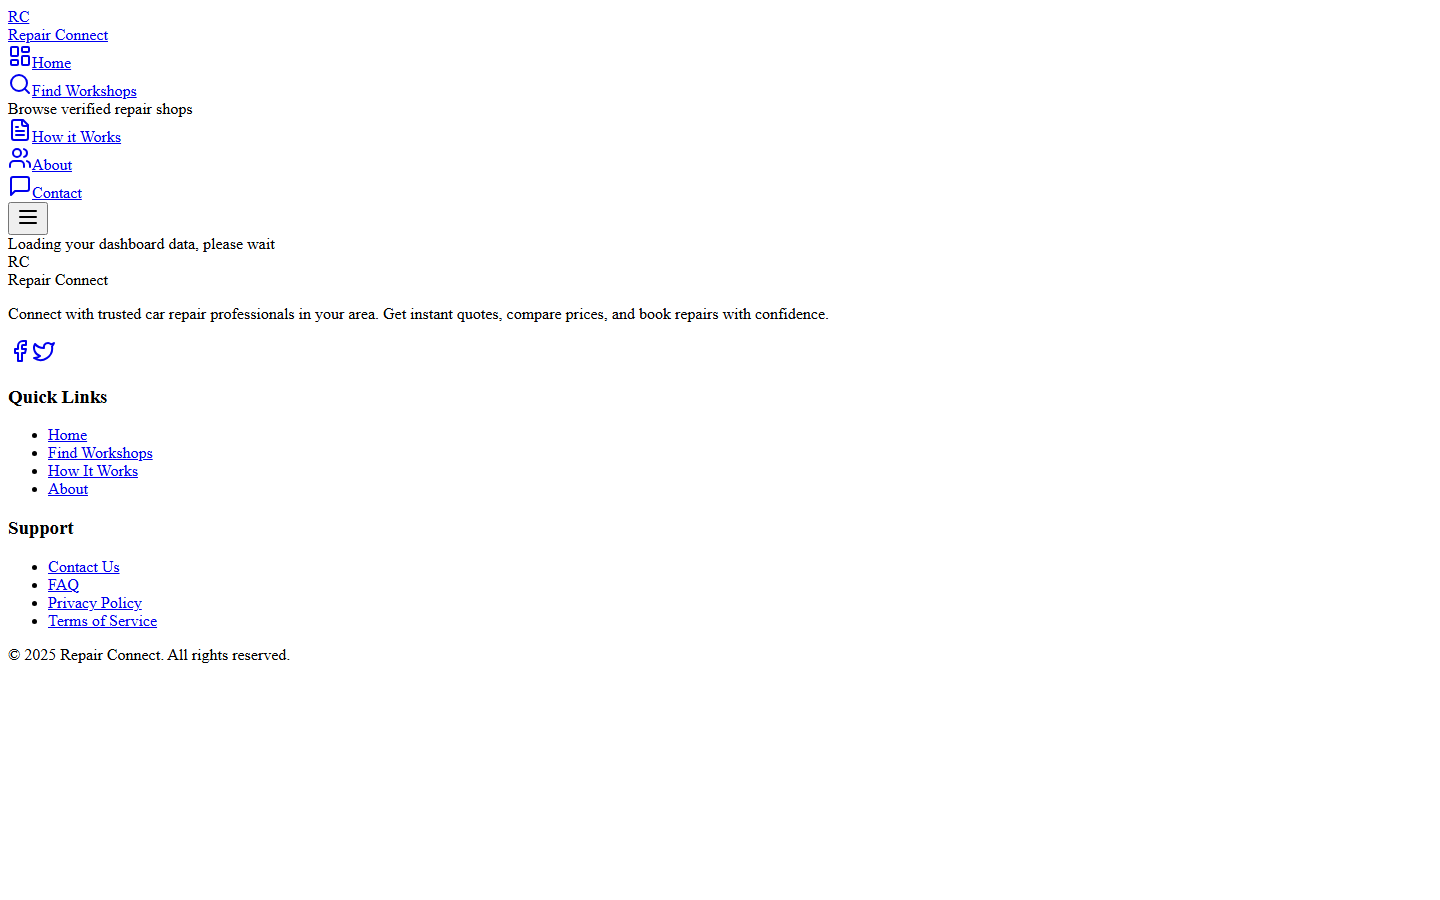 RC
Repair Connect
Home
Find Workshops
Browse verified repair shops
How it Works
About
Contact
Loading your dashboard data, please wait
RC
Repair Connect
Connect with trusted car repair professionals in your area. Get instant quotes, compare prices, and book repairs with confidence.
Quick Links
Home
Find Workshops
How It Works
About
Support
Contact Us
FAQ
Privacy Policy
Terms of Service
© 2025 Repair Connect. All rights reserved.